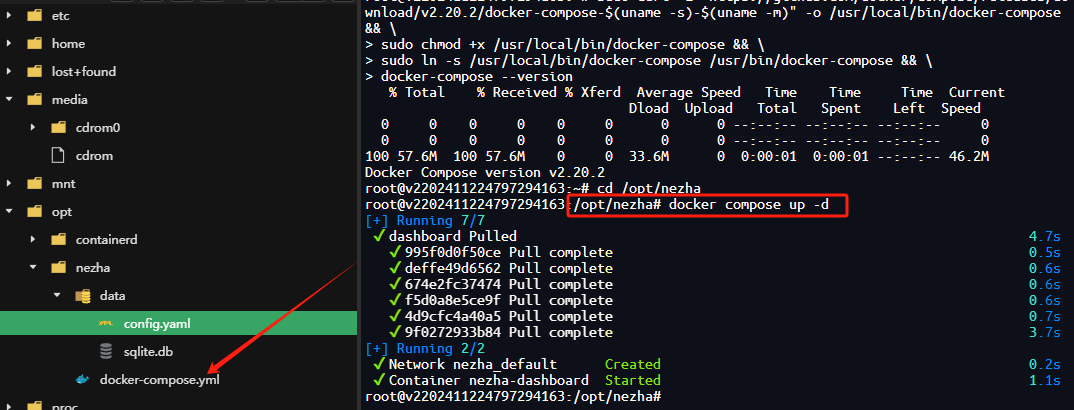 etc
home
lost+found
media
cdrom0
cdrom
mnt
opt
containerd
nezha
data
config.yaml
sqlite.db
docker-compose.yml
proc
wnload/v2.20.2/docker-compose-$(uname -s)-$(uname -m)" -o /usr/local/bin/docker-compose
&& \
> sudo chmod +x /usr/local/bin/docker-compose && \
> sudo ln -s /usr/local/bin/docker-compose /usr/bin/docker-compose && \
> docker-compose --version
% Total % Received % Xferd Average Speed Time Time Time Current
Dload Upload Total Spent Left Speed
0 0 0 0 0 0 0 0 --:--:-- --:--:-- --:--:-- 0
0 0 0 0 0 0 0 0 --:--:-- --:--:-- --:--:-- 0
100 57.6M 100 57.6M 0 0 33.6M 0 0:00:01 0:00:01 --:--:-- 46.2M
Docker Compose version v2.20.2
root@v2202411224797294163:~# cd /opt/nezha
root@v2202411224797294163:/opt/nezha# docker compose up -d
[+] Running 7/7
✔ dashboard Pulled 4.7s
✔ 995f0d0f50ce Pull complete 0.5s
✔ deffe49d6562 Pull complete 0.6s
✔ 674e2fc37474 Pull complete 0.6s
✔ f5d0a8e5ce9f Pull complete 0.6s
✔ 4d9cfc4a40a5 Pull complete 0.7s
✔ 9f0272933b84 Pull complete 3.7s
[+] Running 2/2
✔ Network nezha_default Created 0.2s
✔ Container nezha-dashboard Started 1.1s
root@v2202411224797294163:/opt/nezha#